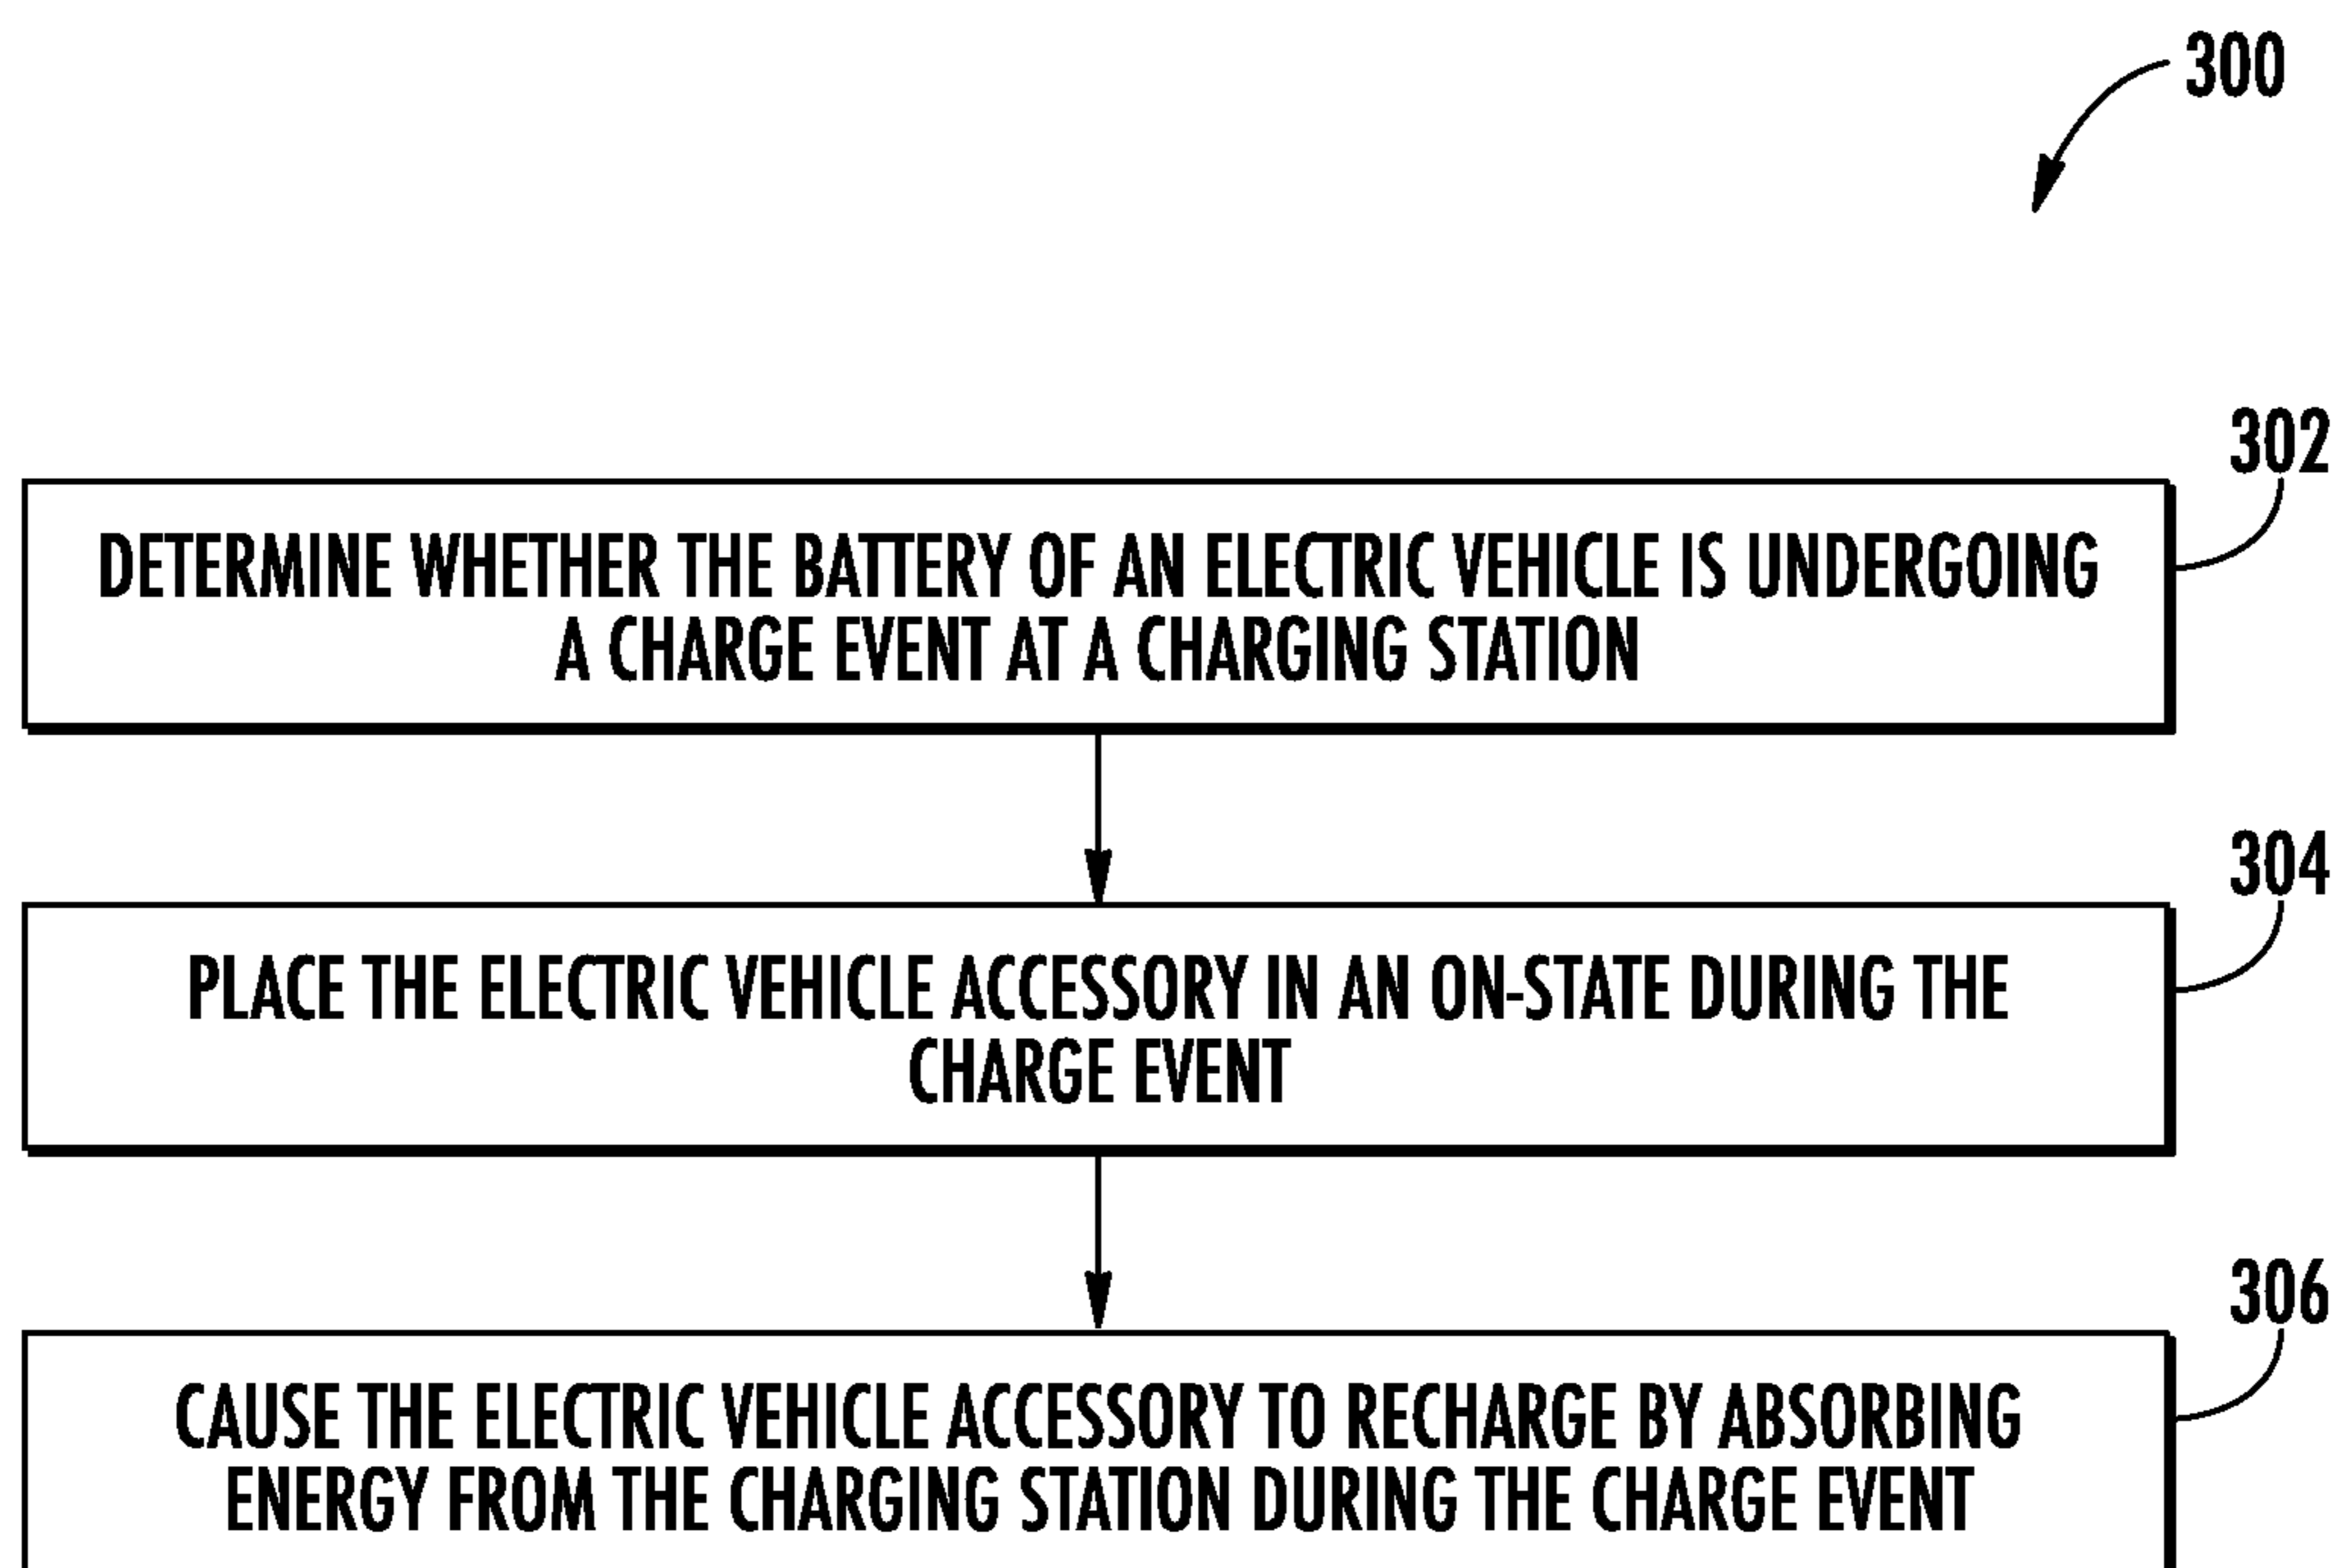 300
302
DETERMINE WHETHER THE BATTERY OF AN ELECTRIC VEHICLE IS UNDERGOING
A CHARGE EVENT AT A CHARGING STATION
304
PLACE THE ELECTRIC VEHICLE ACCESSORY IN AN ON-STATE DURING THE
CHARGE EVENT
306
CAUSE THE ELECTRIC VEHICLE ACCESSORY TO RECHARGE BY ABSORBING
ENERGY FROM THE CHARGING STATION DURING THE CHARGE EVENT